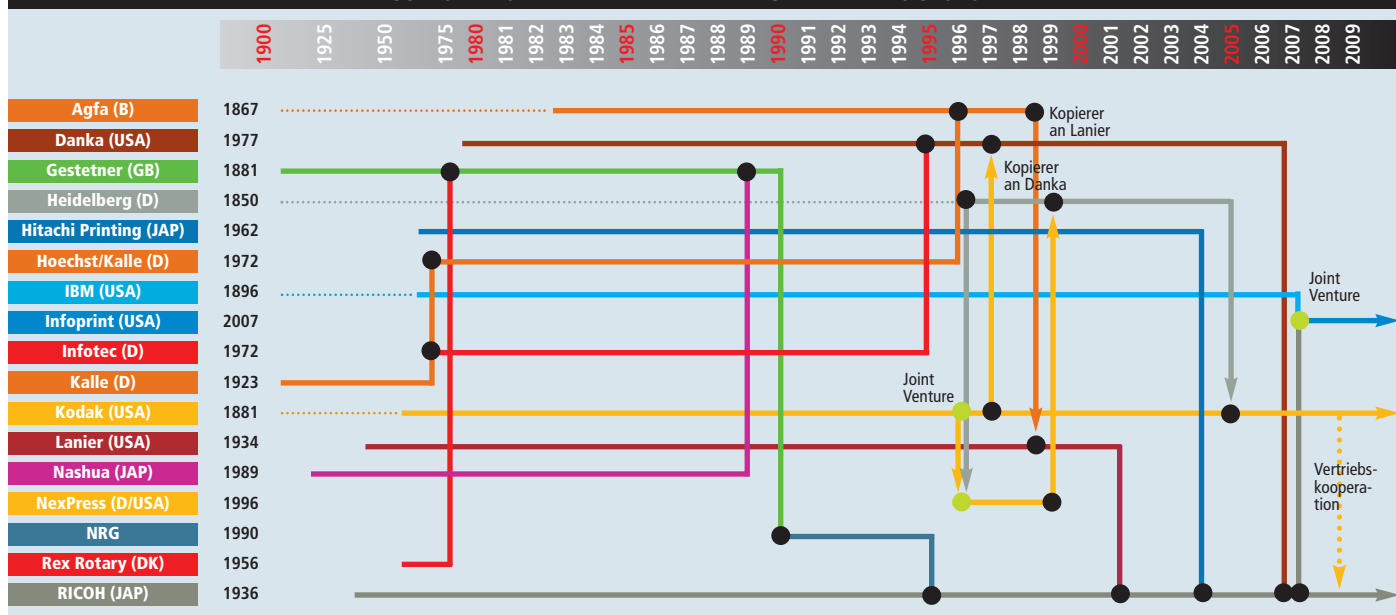 1900 1925 1950 1975 1980 1981 1982 1983 1984 1985 1986 1987 1988 1989 1990 1991 1992 1993 1994 1995 1996 1997 1998 1999 2000 2001 2002 2003 2004 2005 2006 2007 2008 2009
Agfa (B) 1867
Kopierer
an Lanier
Danka (USA) 1977
Gestetner (GB) 1881
Kopierer
an Danka
Heidelberg (D) 1850
Hitachi Printing (JAP) 1962
Hoechst/Kalle (D) 1972
IBM (USA) 1896
Joint
Venture
Infoprint (USA) 2007
Infotec (D) 1972
Kalle (D) 1923
Joint
Venture
Kodak (USA) 1881
Lanier (USA) 1934
Nashua (JAP) 1989
Vertriebs-
koopera-
tion
NexPress (D/USA) 1996
NRG 1990
Rex Rotary (DK) 1956
RICOH (JAP) 1936